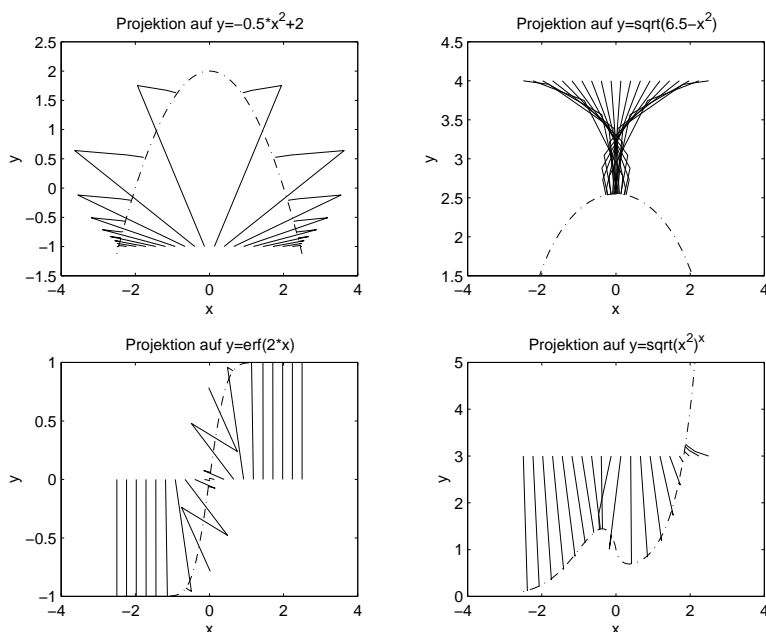 Projektion auf y=−0.5*x²+2
2.5
2
1.5
1
0.5
0
−0.5
−1
−1.5
y
−4 −2 0 2 4
x
Projektion auf y=sqrt(6.5−x²)
4.5
4
3.5
3
2.5
2
1.5
y
−4 −2 0 2 4
x
Projektion auf y=erf(2*x)
1
0.5
0
−0.5
−1
y
−4 −2 0 2 4
x
Projektion auf y=sqrt(x²)ˣ
5
4
3
2
1
0
y
−4 −2 0 2 4
x